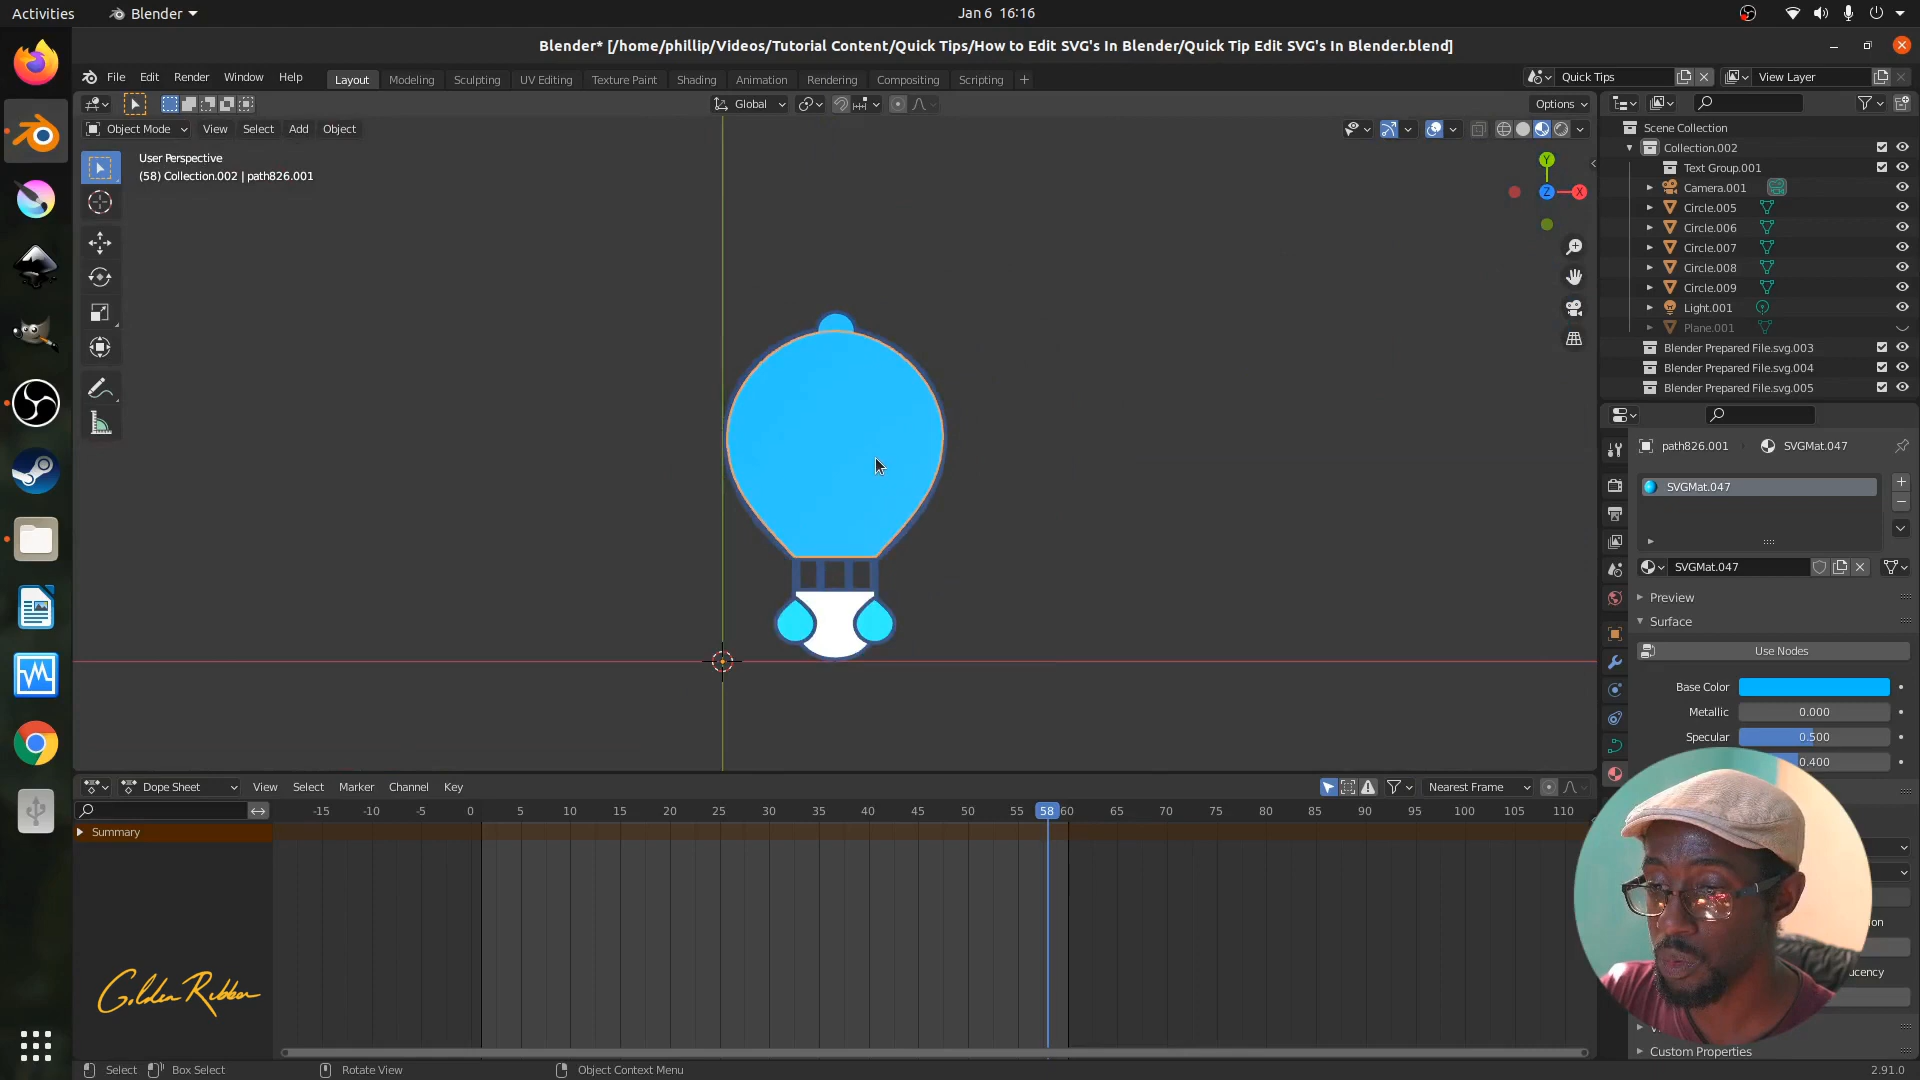 Activities Blender Jan 6 16:16
Blender* [/home/phillip/Videos/Tutorial Content/Quick Tips/How to Edit SVG's In Blender/Quick Tip Edit SVG's In Blender.blend]
File Edit Render Window Help Layout Modeling Sculpting UV Editing Texture Paint Shading Animation Rendering Compositing Scripting Quick Tips View Layer
Global Options
Object Mode View Select Add Object
User Perspective
(58) Collection.002 | path826.001
Y
Z X
Scene Collection
Collection.002
Text Group.001
Camera.001
Circle.005
Circle.006
Circle.007
Circle.008
Circle.009
Light.001
Plane.001
Blender Prepared File.svg.003
Blender Prepared File.svg.004
Blender Prepared File.svg.005
path826.001 SVGMat.047
SVGMat.047
SVGMat.047
Preview
Surface
Use Nodes
Base Color
Metallic 0.000
Specular 0.500
0.400
Custom Properties
Dope Sheet View Select Marker Channel Key Nearest Frame
-15 -10 -5 0 5 10 15 20 25 30 35 40 45 50 55 58 60 65 70 75 80 85 90 95 100 105 110
Summary
Golden Ribbon
Select Box Select Rotate View Object Context Menu 2.91.0